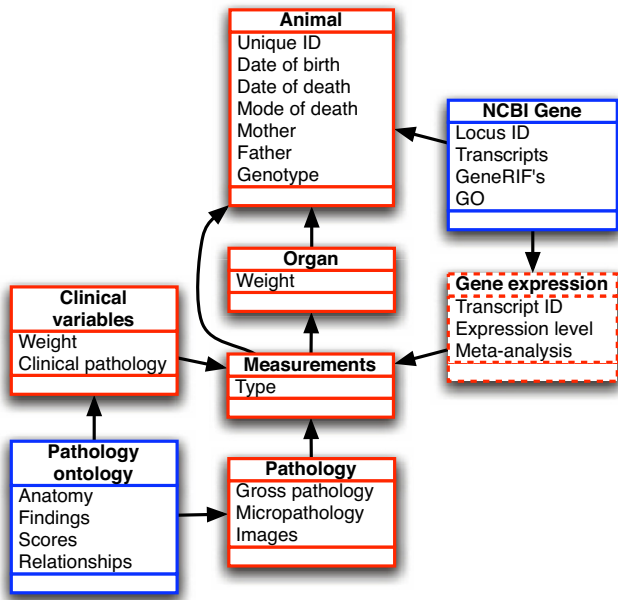 Animal
Unique ID
Date of birth
Date of death
Mode of death
Mother
Father
Genotype
NCBI Gene
Locus ID
Transcripts
GeneRIF's
GO
Organ
Weight
Gene expression
Transcript ID
Expression level
Meta-analysis
Clinical
variables
Weight
Clinical pathology
Measurements
Type
Pathology
ontology
Anatomy
Findings
Scores
Relationships
Pathology
Gross pathology
Micropathology
Images